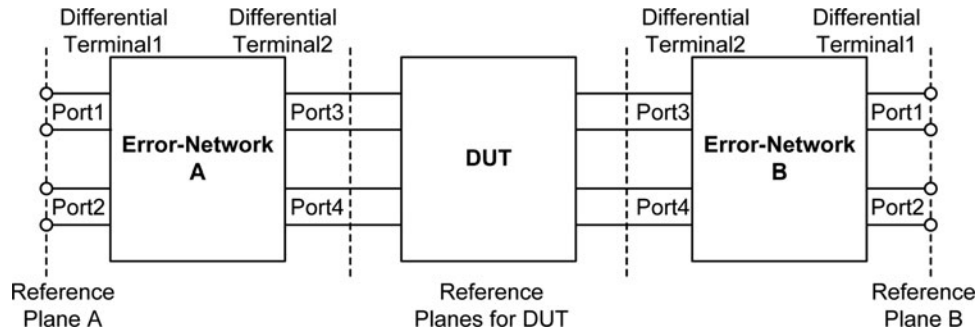 Differential
Terminal1
Differential
Terminal2
Differential
Terminal2
Differential
Terminal1
Port1
Port3
Port3
Port1
Error-Network
A
DUT
Error-Network
B
Port2
Port4
Port4
Port2
Reference
Plane A
Reference
Planes for DUT
Reference
Plane B